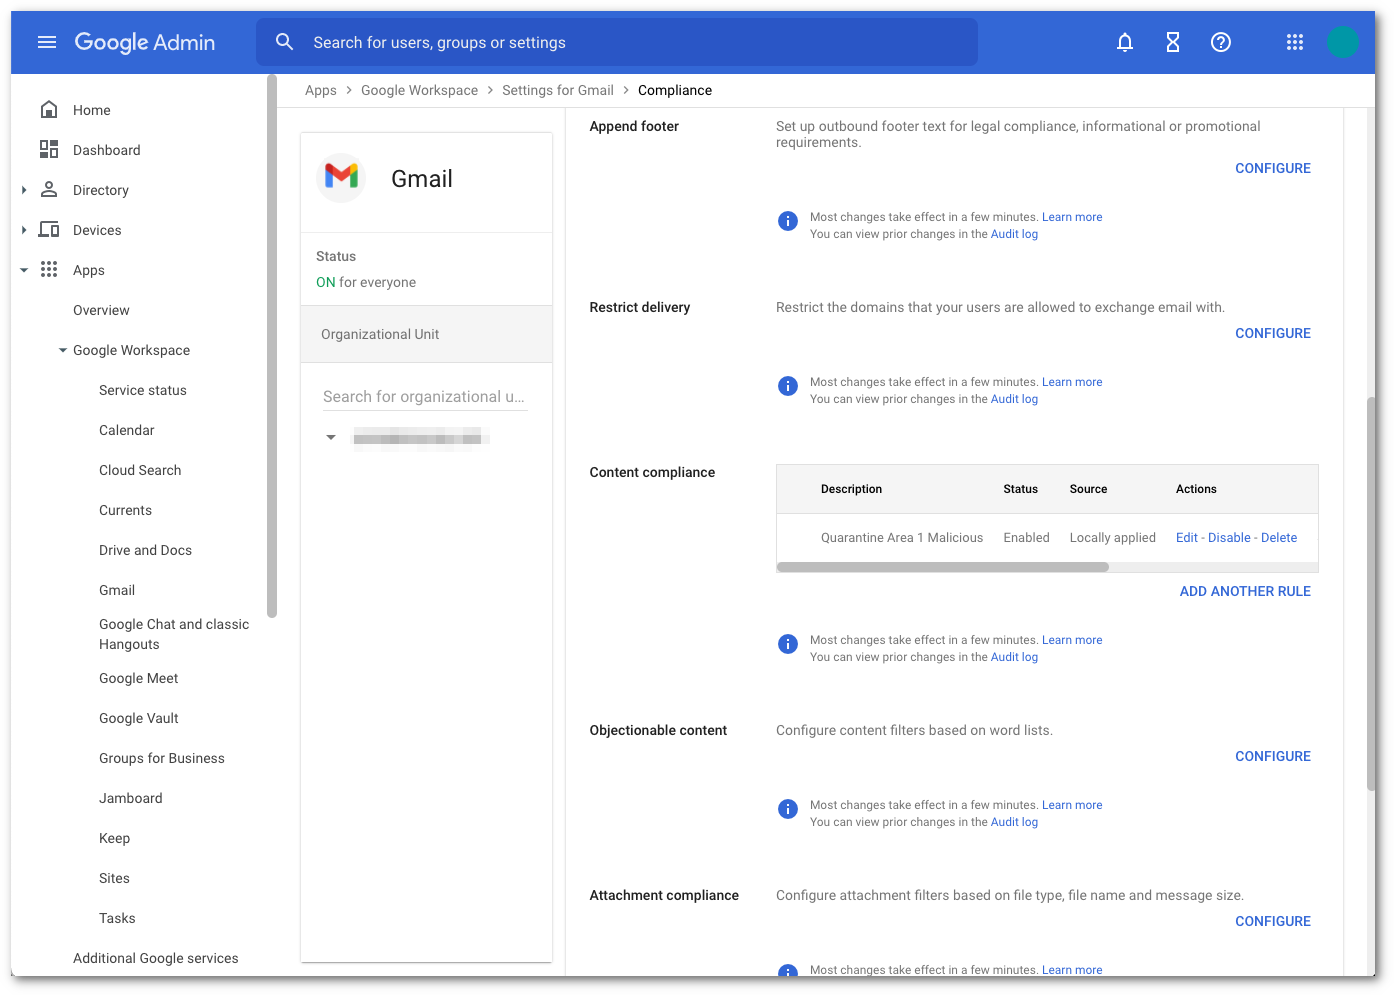 Google Admin
Search for users, groups or settings
Home
Dashboard
Directory
Devices
Apps
Overview
Google Workspace
Service status
Calendar
Cloud Search
Currents
Drive and Docs
Gmail
Google Chat and classic
Hangouts
Google Meet
Google Vault
Groups for Business
Jamboard
Keep
Sites
Tasks
Additional Google services
Apps > Google Workspace > Settings for Gmail > Compliance
Gmail
Status
ON for everyone
Organizational Unit
Search for organizational u...
Append footer
Set up outbound footer text for legal compliance, informational or promotional
requirements.
CONFIGURE
Most changes take effect in a few minutes. Learn more
You can view prior changes in the Audit log
Restrict delivery
Restrict the domains that your users are allowed to exchange email with.
CONFIGURE
Most changes take effect in a few minutes. Learn more
You can view prior changes in the Audit log
Content compliance
Description Status Source Actions
Quarantine Area 1 Malicious Enabled Locally applied Edit - Disable - Delete
ADD ANOTHER RULE
Most changes take effect in a few minutes. Learn more
You can view prior changes in the Audit log
Objectionable content
Configure content filters based on word lists.
CONFIGURE
Most changes take effect in a few minutes. Learn more
You can view prior changes in the Audit log
Attachment compliance
Configure attachment filters based on file type, file name and message size.
CONFIGURE
Most changes take effect in a few minutes. Learn more